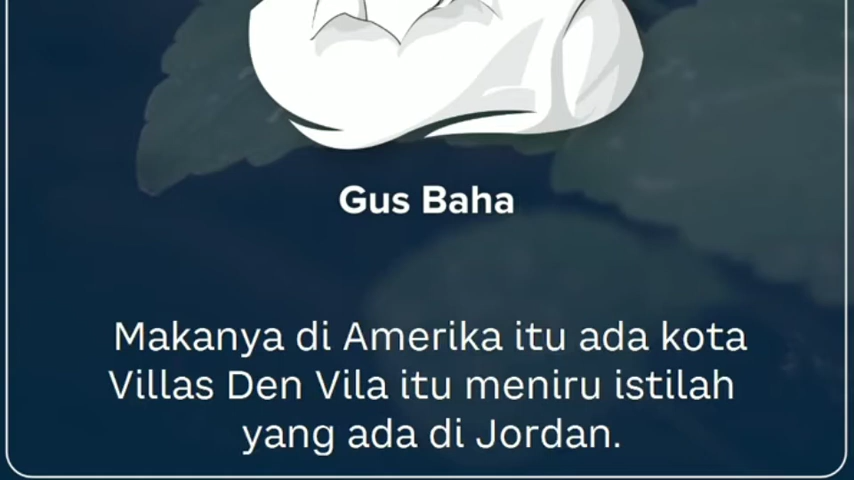 Gus Baha
Makanya di Amerika itu ada kota
Villas Den Vila itu meniru istilah
yang ada di Jordan.